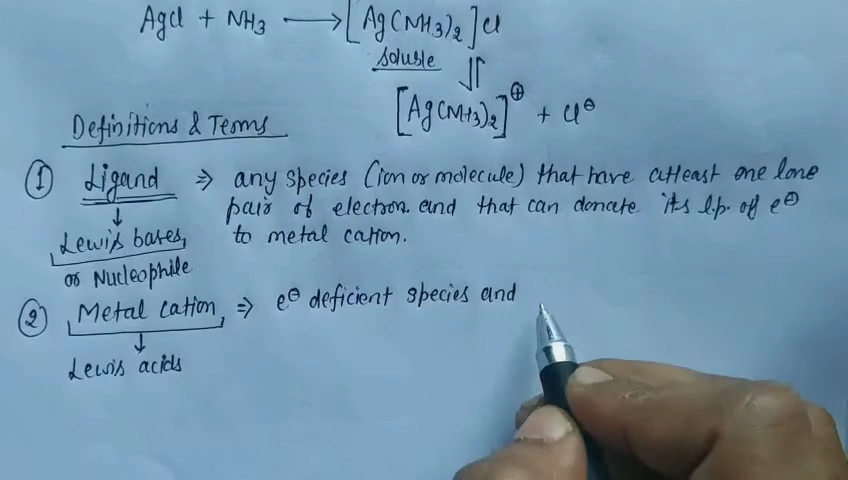 AgCl + NH3 ⟶ [Ag(NH3)2]Cl
soluble ⇌
[Ag(NH3)2]⊕ + Cl⊖
Definitions & Terms
① Ligand ⇒ any species (ion or molecule) that have atleast one lone
pair of electron and that can donate its l.p. of e⊖
to metal cation.
↓
Lewis bases,
or Nucleophile
② Metal cation, ⇒ e⊖ deficient species and
↓
Lewis acids